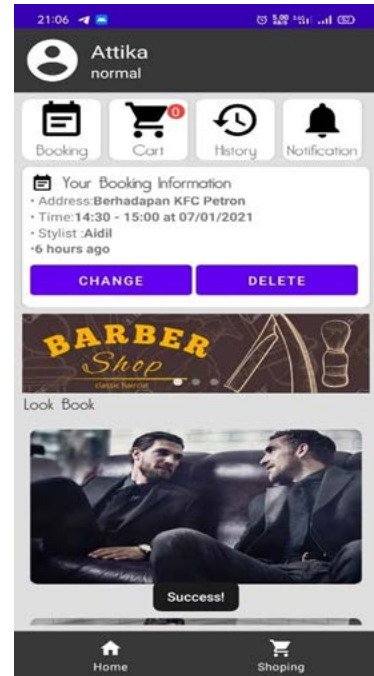 21:06
Attika
normal
0
Booking Cart History Notification
Your Booking Information
• Address:Berhadapan KFC Petron
• Time:14:30 - 15:00 at 07/01/2021
• Stylist :Aidil
•6 hours ago
CHANGE DELETE
BARBER
Shop
classic haircut
Look Book
Success!
Home Shoping